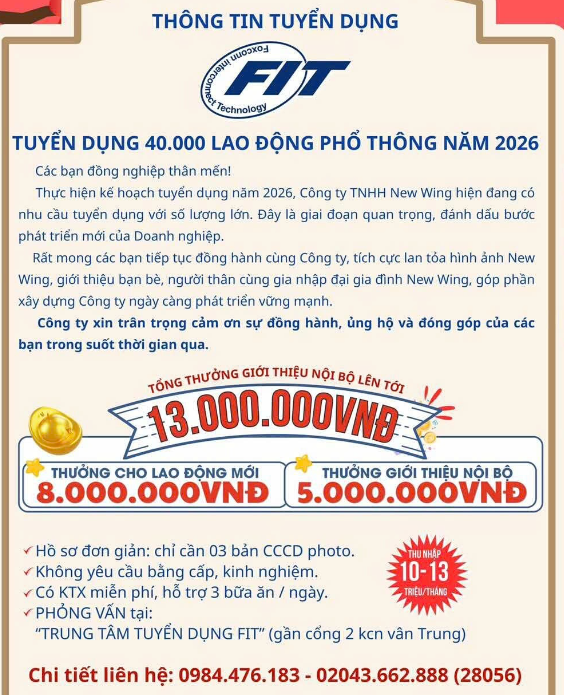 THÔNG TIN TUYỂN DỤNG
Foxconn Interconnect Technology
FIT
TUYỂN DỤNG 40.000 LAO ĐỘNG PHỔ THÔNG NĂM 2026
Các bạn đồng nghiệp thân mến!
Thực hiện kế hoạch tuyển dụng năm 2026, Công ty TNHH New Wing hiện đang có
nhu cầu tuyển dụng với số lượng lớn. Đây là giai đoạn quan trọng, đánh dấu bước
phát triển mới của Doanh nghiệp.
Rất mong các bạn tiếp tục đồng hành cùng Công ty, tích cực lan tỏa hình ảnh New
Wing, giới thiệu bạn bè, người thân cùng gia nhập đại gia đình New Wing, góp phần
xây dựng Công ty ngày càng phát triển vững mạnh.
Công ty xin trân trọng cảm ơn sự đồng hành, ủng hộ và đóng góp của các
bạn trong suốt thời gian qua.
TỔNG THƯỞNG GIỚI THIỆU NỘI BỘ LÊN TỚI
13.000.000VNĐ
THƯỞNG CHO LAO ĐỘNG MỚI
8.000.000VNĐ
THƯỞNG GIỚI THIỆU NỘI BỘ
5.000.000VNĐ
✓Hồ sơ đơn giản: chỉ cần 03 bản CCCD photo.
✓Không yêu cầu bằng cấp, kinh nghiệm.
✓Có KTX miễn phí, hỗ trợ 3 bữa ăn / ngày.
✓PHỎNG VẤN tại:
“TRUNG TÂM TUYỂN DỤNG FIT” (gần cổng 2 kcn vân Trung)
THU NHẬP
10-13
TRIỆU/THÁNG
Chi tiết liên hệ: 0984.476.183 - 02043.662.888 (28056)